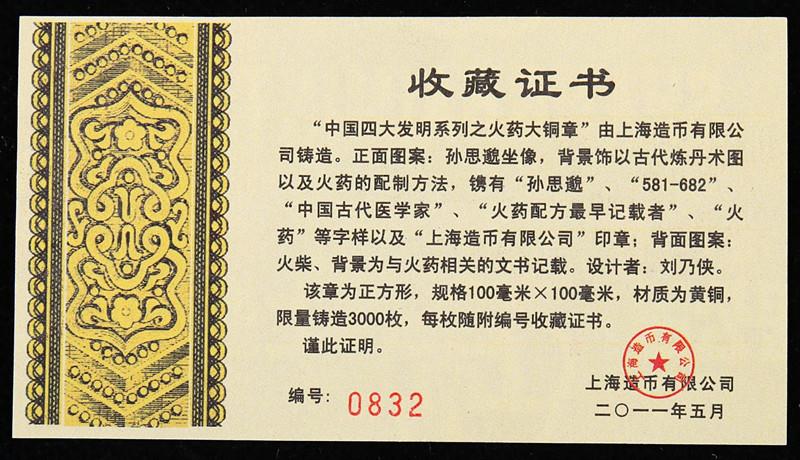 收藏证书
“中国四大发明系列之火药大铜章”由上海造币有限公
司铸造。正面图案：孙思邈坐像，背景饰以古代炼丹术图
以及火药的配制方法，镌有“孙思邈”、“581-682”、
“中国古代医学家”、“火药配方最早记载者”、“火
药”等字样以及“上海造币有限公司”印章；背面图案：
火柴、背景为与火药相关的文书记载。设计者：刘乃侠。
该章为正方形，规格100毫米×100毫米，材质为黄铜，
限量铸造3000枚，每枚随附编号收藏证书。
谨此证明。
上海造币有限公司
编号：0832
上海造币有限公司
二〇一一年五月